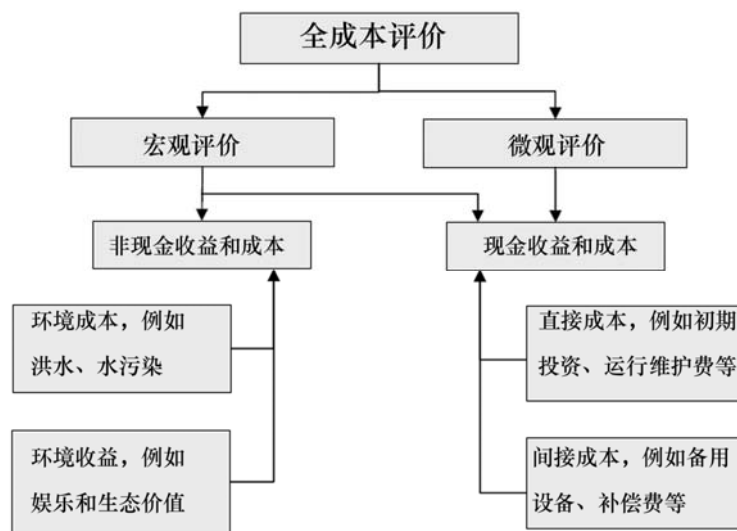 全成本评价
宏观评价
微观评价
非现金收益和成本
现金收益和成本
环境成本，例如
洪水、水污染
直接成本，例如初期
投资、运行维护费等
环境收益，例如
娱乐和生态价值
间接成本，例如备用
设备、补偿费等